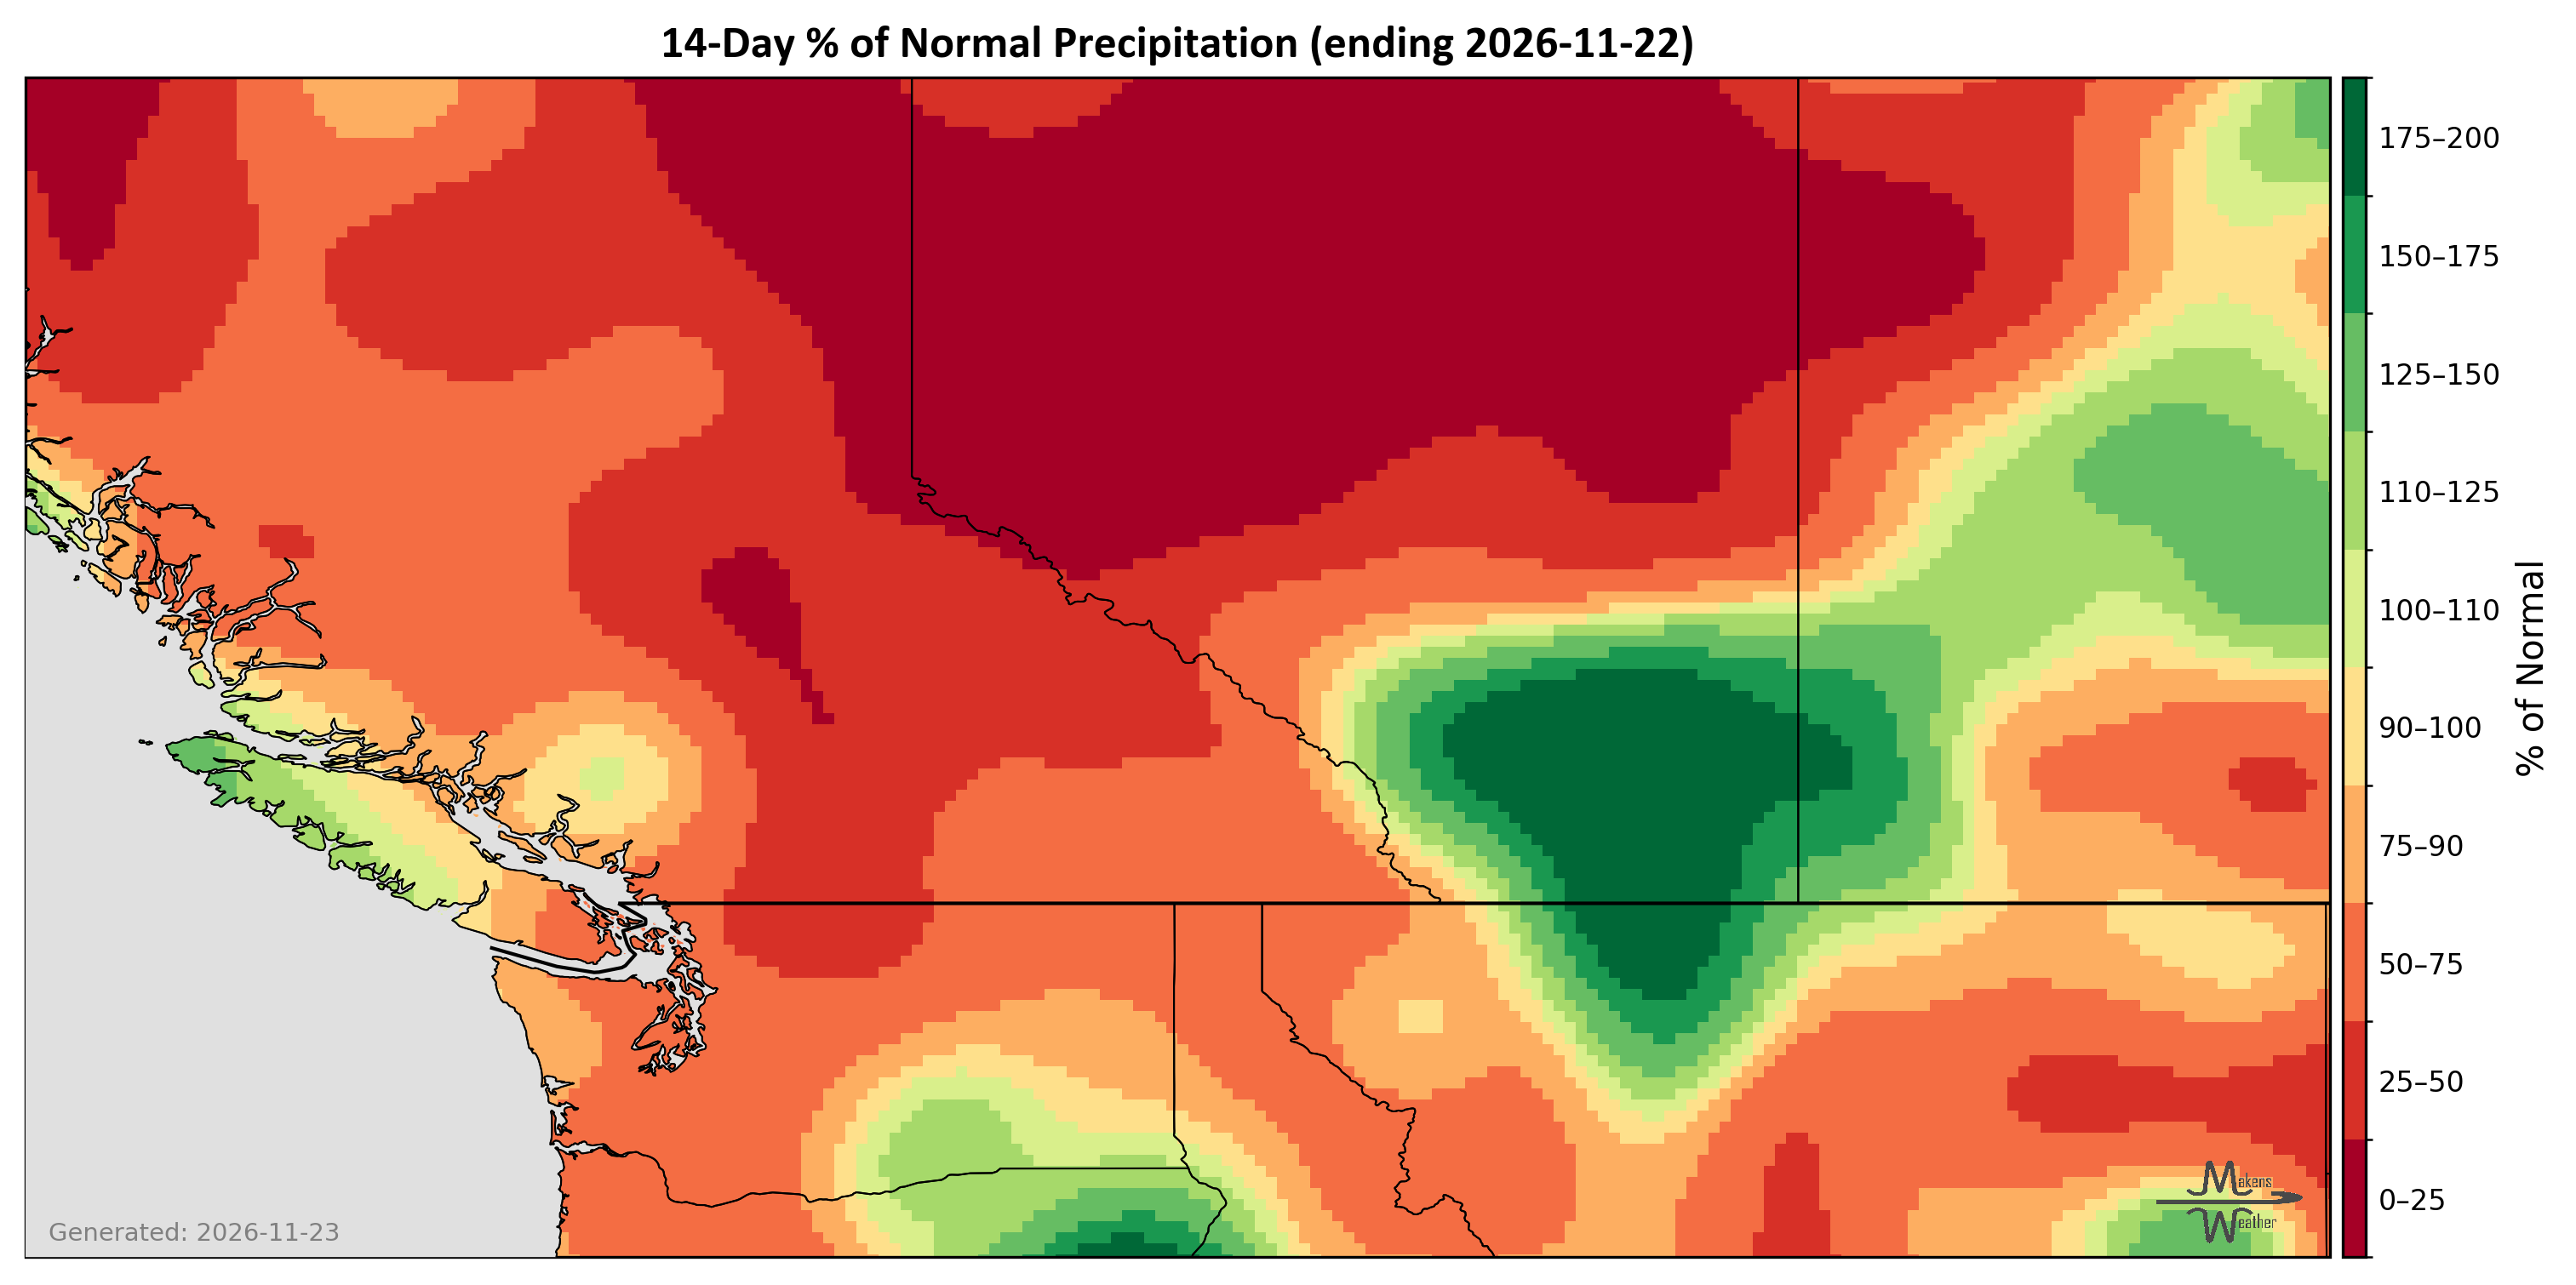 14-Day % of Normal Precipitation (ending 2026-11-22)
175–200
150–175
125–150
110–125
100–110
90–100
75–90
50–75
25–50
0–25
% of Normal
Makens
Weather
Generated: 2026-11-23